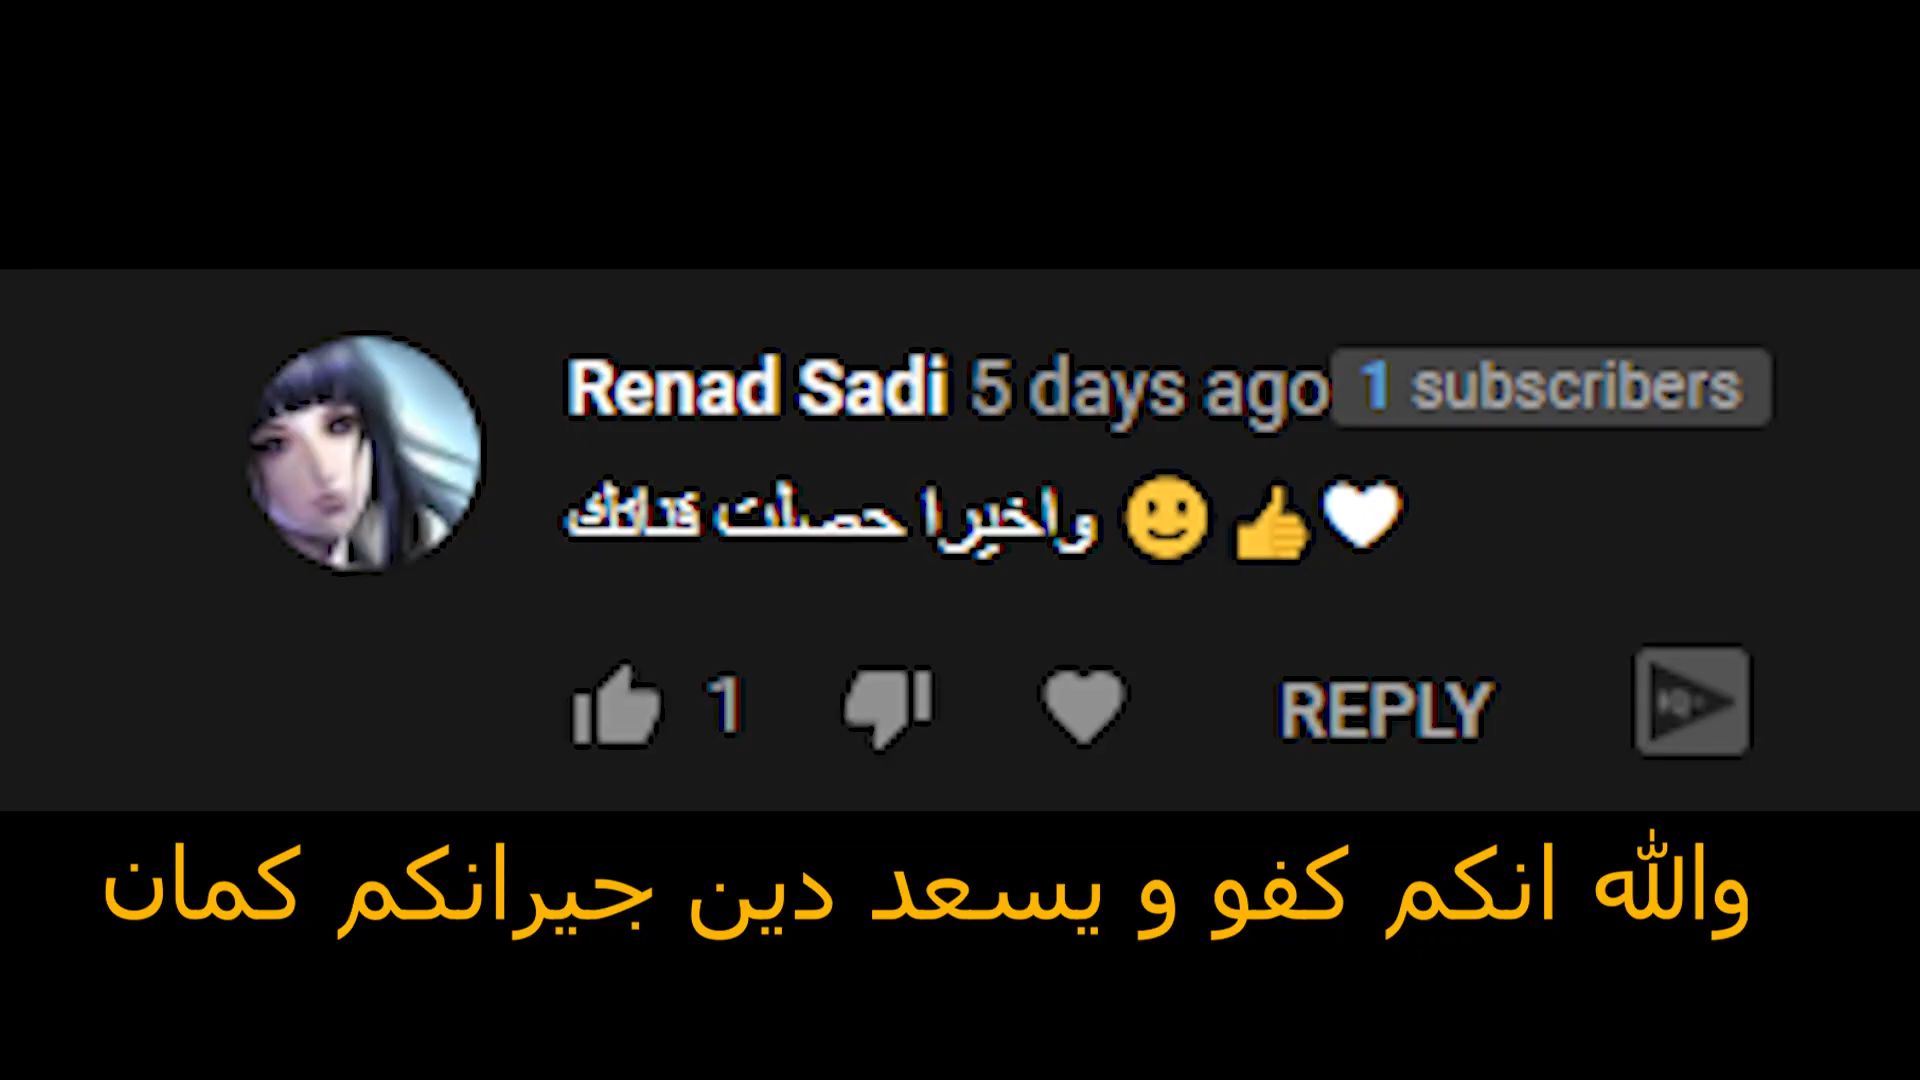 Renad Sadi 5 days ago 1 subscribers
واخيرا حصلت قناتك 🙂 👍🤍
1 REPLY
والله انكم كفو و يسعد دين جيرانكم كمان